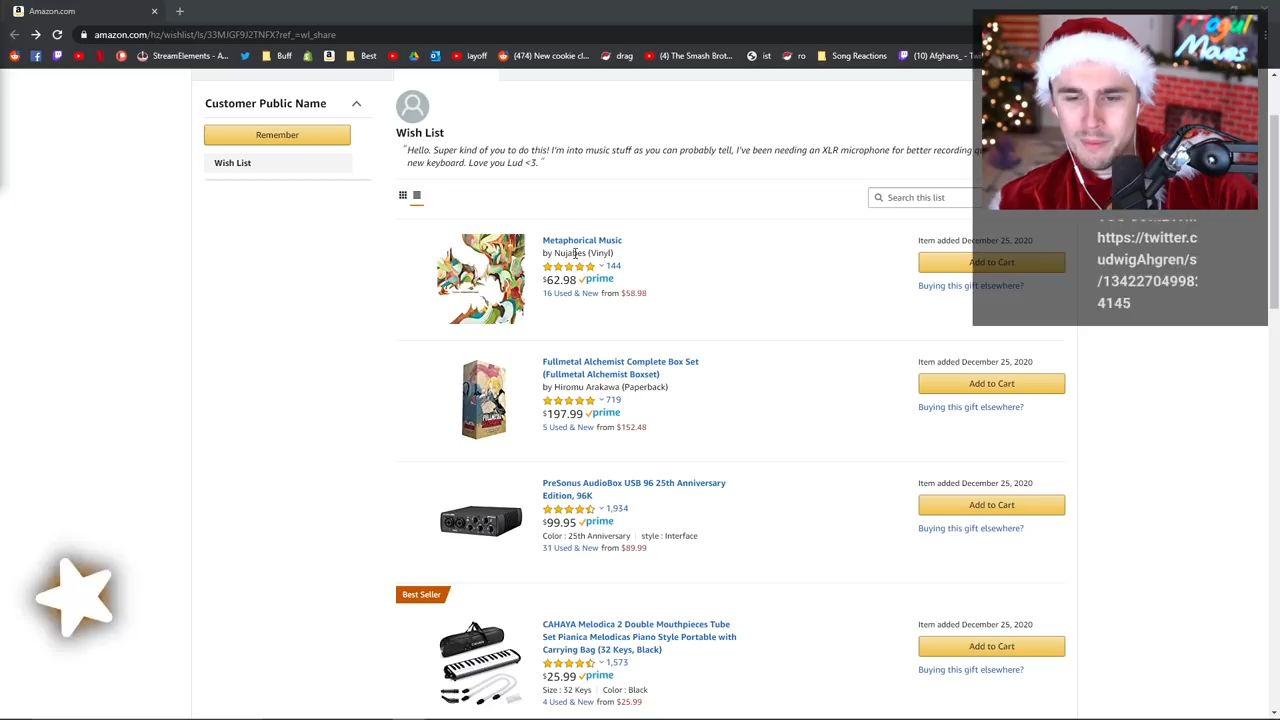 Amazon.com
amazon.com/hz/wishlist/ls/33MJGF9J2TNFX?ref_=wl_share
StreamElements - A... Buff Best layoff (474) New cookie cl... drag (4) The Smash Brot... ist ro Song Reactions (10) Afghans_ - Tw
Mogul
Moves
Customer Public Name
Remember
Wish List
Wish List
"Hello. Super kind of you to do this! I'm into music stuff as you can probably tell, I've been needing an XLR microphone for better recording
new keyboard. Love you Lud <3. "
Search this list
https://twitter.c
udwigAhgren/s
4145
Metaphorical Music
by Nujabes (Vinyl)
144
$62.98 prime
16 Used & New from $58.98
Item added December 25, 2020
Add to Cart
Buying this gift elsewhere?
Fullmetal Alchemist Complete Box Set
(Fullmetal Alchemist Boxset)
by Hiromu Arakawa (Paperback)
719
$197.99 prime
5 Used & New from $152.48
Item added December 25, 2020
Add to Cart
Buying this gift elsewhere?
PreSonus AudioBox USB 96 25th Anniversary
Edition, 96K
1,934
$99.95 prime
Color : 25th Anniversary | style : Interface
31 Used & New from $89.99
Item added December 25, 2020
Add to Cart
Buying this gift elsewhere?
Best Seller
CAHAYA Melodica 2 Double Mouthpieces Tube
Set Pianica Melodicas Piano Style Portable with
Carrying Bag (32 Keys, Black)
1,573
$25.99 prime
Size : 32 Keys | Color : Black
4 Used & New from $25.99
Item added December 25, 2020
Add to Cart
Buying this gift elsewhere?